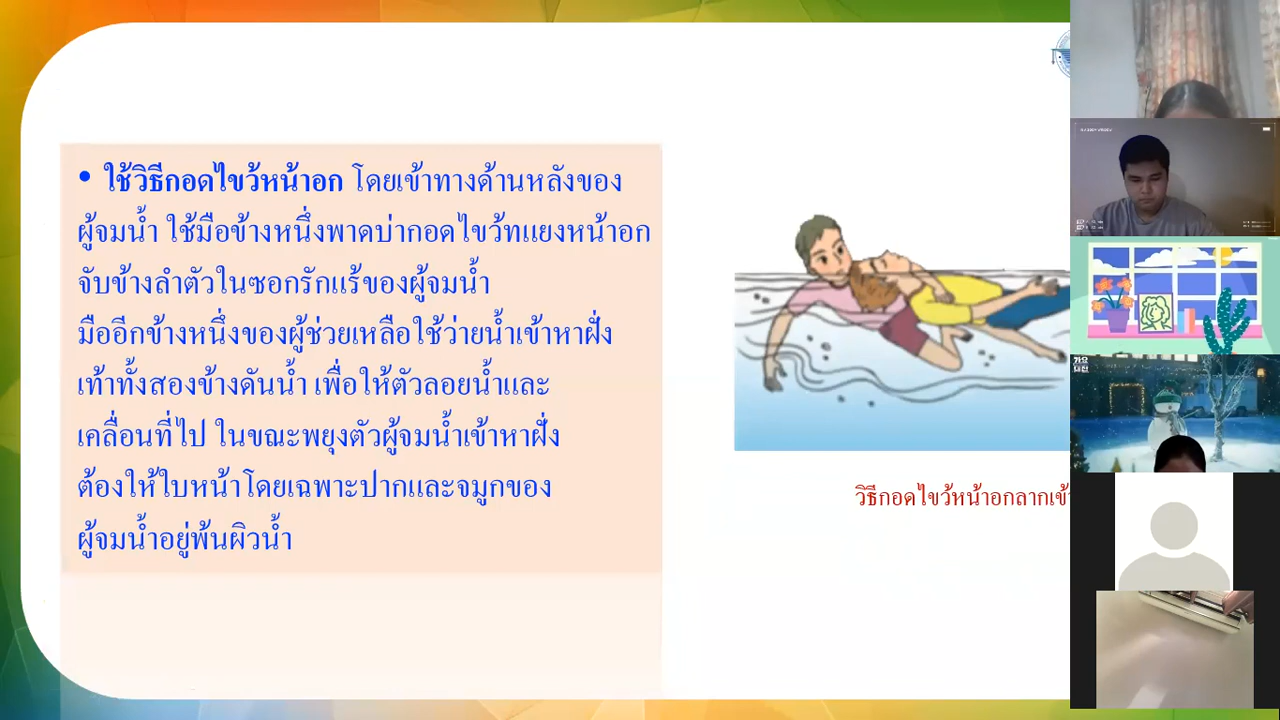 • ใช้วิธีกอดไขว้หน้าอก โดยเข้าทางด้านหลังของ
ผู้จมน้ำ ใช้มือข้างหนึ่งพาดบ่ากอดไขว้ทแยงหน้าอก
จับข้างลำตัวในซอกรักแร้ของผู้จมน้ำ
มืออีกข้างหนึ่งของผู้ช่วยเหลือใช้ว่ายน้ำเข้าหาฝั่ง
เท้าทั้งสองข้างดันน้ำ เพื่อให้ตัวลอยน้ำและ
เคลื่อนที่ไป ในขณะพยุงตัวผู้จมน้ำเข้าหาฝั่ง
ต้องให้ใบหน้าโดยเฉพาะปากและจมูกของ
ผู้จมน้ำอยู่พ้นผิวน้ำ
วิธีกอดไขว้หน้าอกลากเข้า
가요
대전